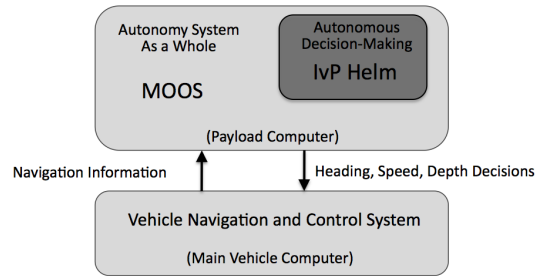 Autonomy System
As a Whole
MOOS
Autonomous
Decision-Making
IvP Helm
(Payload Computer)
Navigation Information
Heading, Speed, Depth Decisions
Vehicle Navigation and Control System
(Main Vehicle Computer)